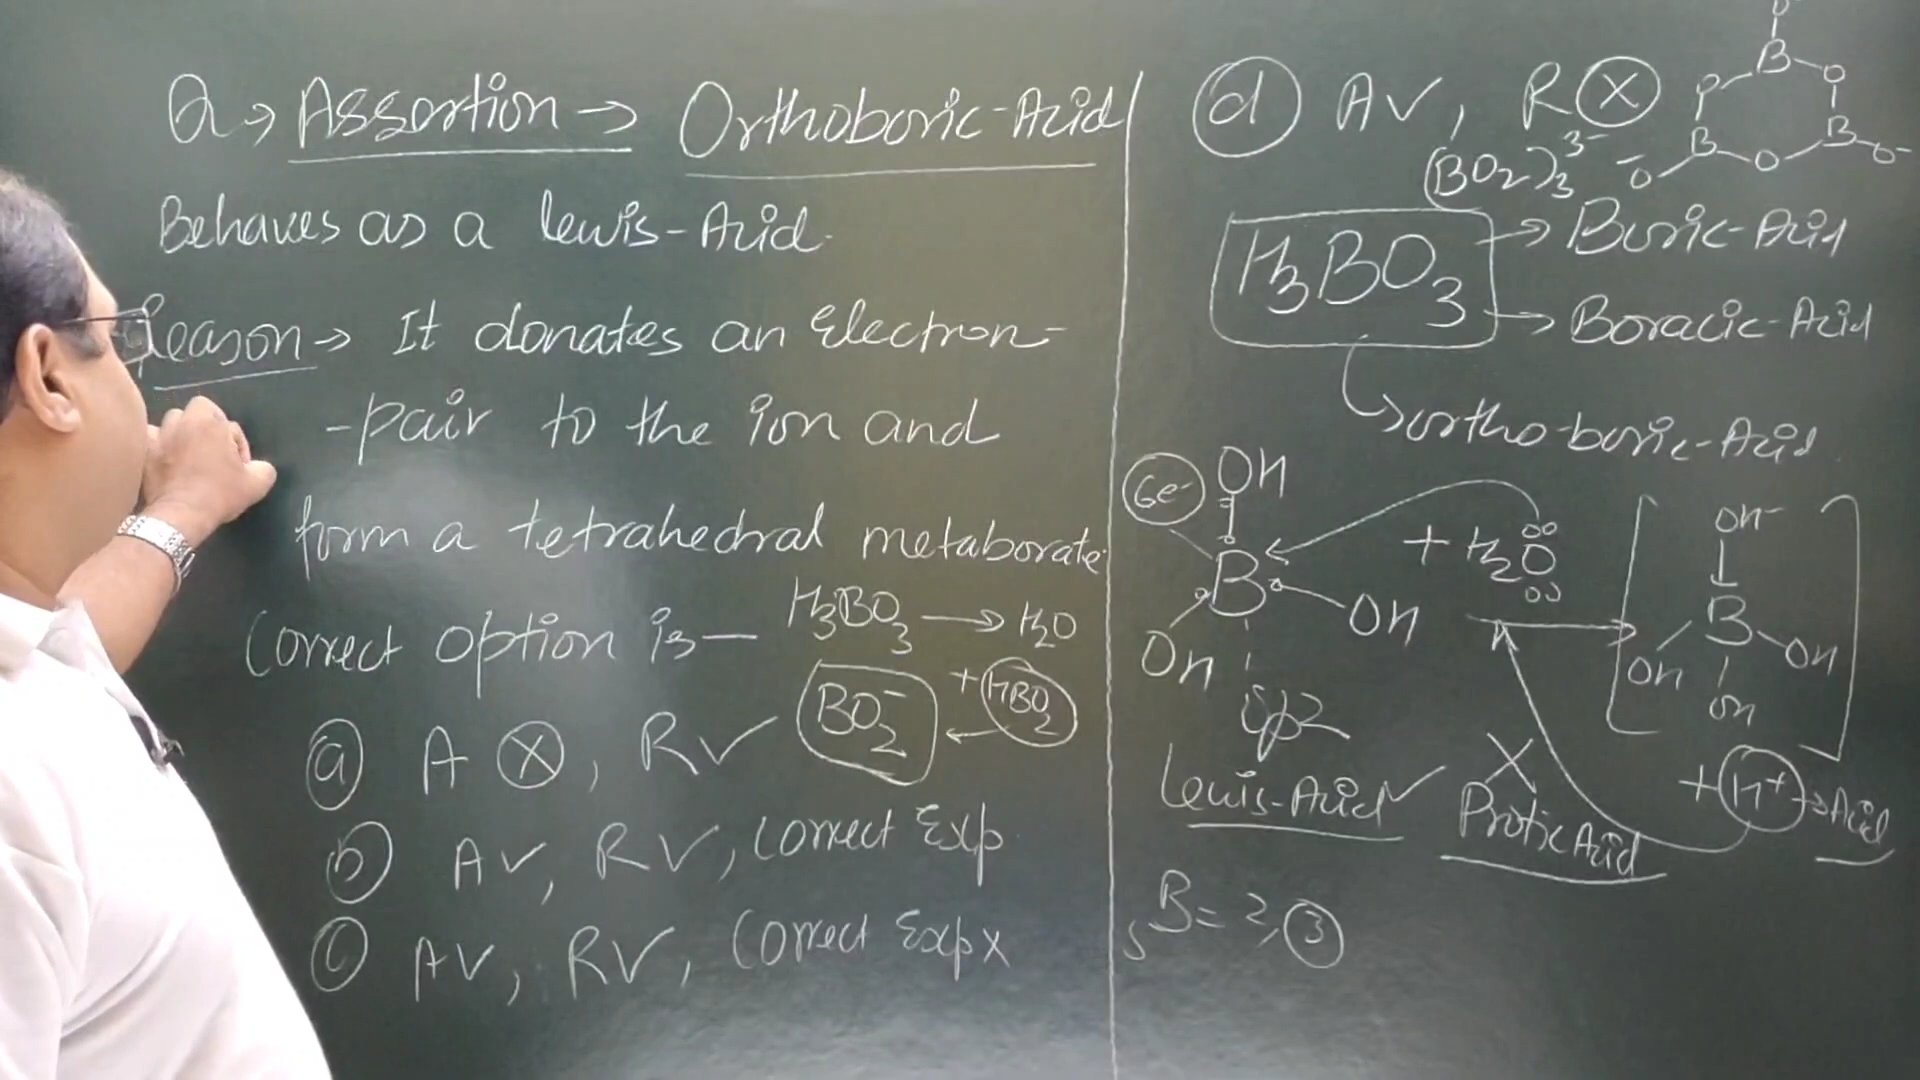 Q → Assertion → Orthoboric-Acid
Behaves as a lewis-Acid.
Reason → It donates an Electron-
-pair to the ion and
form a tetrahedral metaborate.
Correct option is— H₃BO₃ → H₂O
BO₂⁻ ← + HBO₂
(a) A ⓧ, R✓
(b) A✓, R✓, Correct Exp
(c) A✓, R✓, Correct Exp x
(d) A✓, R ⓧ
(BO₂)₃³⁻
O⁻
B O
O B
B O O⁻
⁻O
H₃BO₃ → Boric-Acid
→ Boracic-Acid
→ ortho-boric-Acid
6e⁻ OH
B + H₂O → OH⁻
OH OH B
OH OH
OH
sp²
Lewis-Acid ✓ X Protic Acid + H⁺ → Acid
₅B = 2, 3